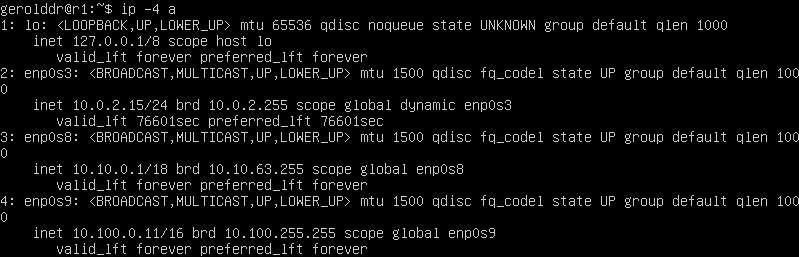 gerolddr@r1:~$ ip -4 a
1: lo: <LOOPBACK,UP,LOWER_UP> mtu 65536 qdisc noqueue state UNKNOWN group default qlen 1000
    inet 127.0.0.1/8 scope host lo
       valid_lft forever preferred_lft forever
2: enp0s3: <BROADCAST,MULTICAST,UP,LOWER_UP> mtu 1500 qdisc fq_codel state UP group default qlen 100
0
    inet 10.0.2.15/24 brd 10.0.2.255 scope global dynamic enp0s3
       valid_lft 76601sec preferred_lft 76601sec
3: enp0s8: <BROADCAST,MULTICAST,UP,LOWER_UP> mtu 1500 qdisc fq_codel state UP group default qlen 100
0
    inet 10.10.0.1/18 brd 10.10.63.255 scope global enp0s8
       valid_lft forever preferred_lft forever
4: enp0s9: <BROADCAST,MULTICAST,UP,LOWER_UP> mtu 1500 qdisc fq_codel state UP group default qlen 100
0
    inet 10.100.0.11/16 brd 10.100.255.255 scope global enp0s9
       valid_lft forever preferred_lft forever